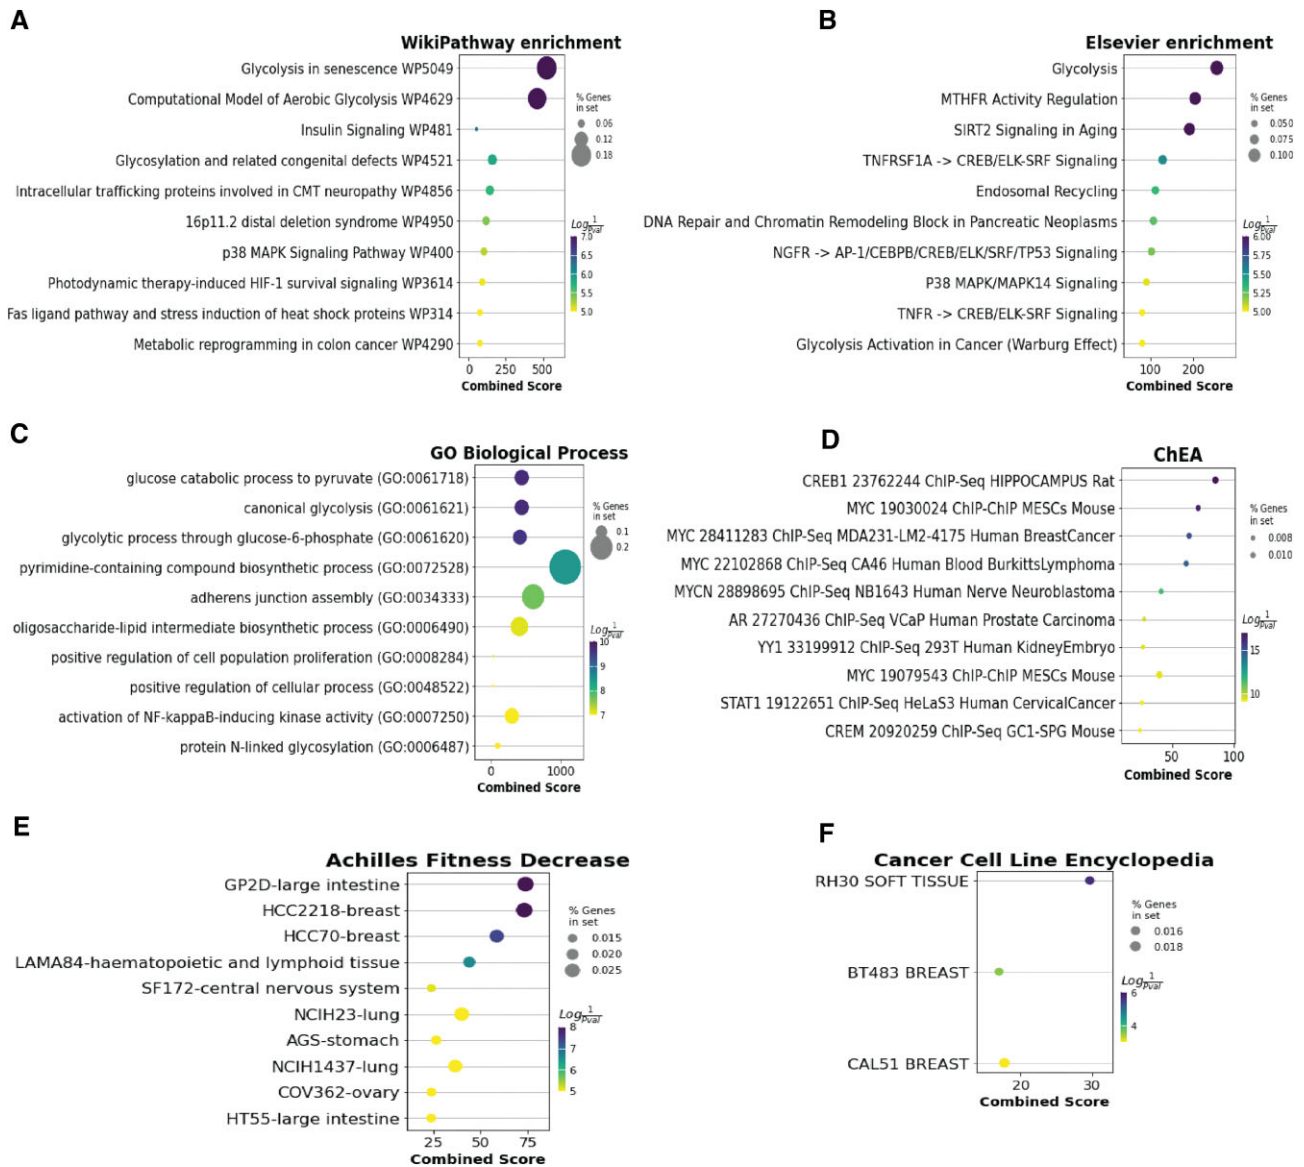 A
WikiPathway enrichment
Glycolysis in senescence WP5049
Computational Model of Aerobic Glycolysis WP4629
Insulin Signaling WP481
Glycosylation and related congenital defects WP4521
Intracellular trafficking proteins involved in CMT neuropathy WP4856
16p11.2 distal deletion syndrome WP4950
p38 MAPK Signaling Pathway WP400
Photodynamic therapy-induced HIF-1 survival signaling WP3614
Fas ligand pathway and stress induction of heat shock proteins WP314
Metabolic reprogramming in colon cancer WP4290
0 250 500
Combined Score
% Genes
in set
0.06
0.12
0.18
Log 1/Pval
7.0
6.5
6.0
5.5
5.0
B
Elsevier enrichment
Glycolysis
MTHFR Activity Regulation
SIRT2 Signaling in Aging
TNFRSF1A -> CREB/ELK-SRF Signaling
Endosomal Recycling
DNA Repair and Chromatin Remodeling Block in Pancreatic Neoplasms
NGFR -> AP-1/CEBPB/CREB/ELK/SRF/TP53 Signaling
P38 MAPK/MAPK14 Signaling
TNFR -> CREB/ELK-SRF Signaling
Glycolysis Activation in Cancer (Warburg Effect)
100 200
Combined Score
% Genes
in set
0.050
0.075
0.100
Log 1/Pval
6.00
5.75
5.50
5.25
5.00
C
GO Biological Process
glucose catabolic process to pyruvate (GO:0061718)
canonical glycolysis (GO:0061621)
glycolytic process through glucose-6-phosphate (GO:0061620)
pyrimidine-containing compound biosynthetic process (GO:0072528)
adherens junction assembly (GO:0034333)
oligosaccharide-lipid intermediate biosynthetic process (GO:0006490)
positive regulation of cell population proliferation (GO:0008284)
positive regulation of cellular process (GO:0048522)
activation of NF-kappaB-inducing kinase activity (GO:0007250)
protein N-linked glycosylation (GO:0006487)
0 1000
Combined Score
% Genes
in set
0.1
0.2
Log 1/Pval
10
9
8
7
D
ChEA
CREB1 23762244 ChIP-Seq HIPPOCAMPUS Rat
MYC 19030024 ChIP-ChIP MESCs Mouse
MYC 28411283 ChIP-Seq MDA231-LM2-4175 Human BreastCancer
MYC 22102868 ChIP-Seq CA46 Human Blood BurkittsLymphoma
MYCN 28898695 ChIP-Seq NB1643 Human Nerve Neuroblastoma
AR 27270436 ChIP-Seq VCaP Human Prostate Carcinoma
YY1 33199912 ChIP-Seq 293T Human KidneyEmbryo
MYC 19079543 ChIP-ChIP MESCs Mouse
STAT1 19122651 ChIP-Seq HeLaS3 Human CervicalCancer
CREM 20920259 ChIP-Seq GC1-SPG Mouse
50 100
Combined Score
% Genes
in set
0.008
0.010
Log 1/Pval
15
10
E
Achilles Fitness Decrease
GP2D-large intestine
HCC2218-breast
HCC70-breast
LAMA84-haematopoietic and lymphoid tissue
SF172-central nervous system
NCIH23-lung
AGS-stomach
NCIH1437-lung
COV362-ovary
HT55-large intestine
25 50 75
Combined Score
% Genes
in set
0.015
0.020
0.025
Log 1/Pval
8
7
6
5
F
Cancer Cell Line Encyclopedia
RH30 SOFT TISSUE
BT483 BREAST
CAL51 BREAST
20 30
Combined Score
% Genes
in set
0.016
0.018
Log 1/Pval
6
4